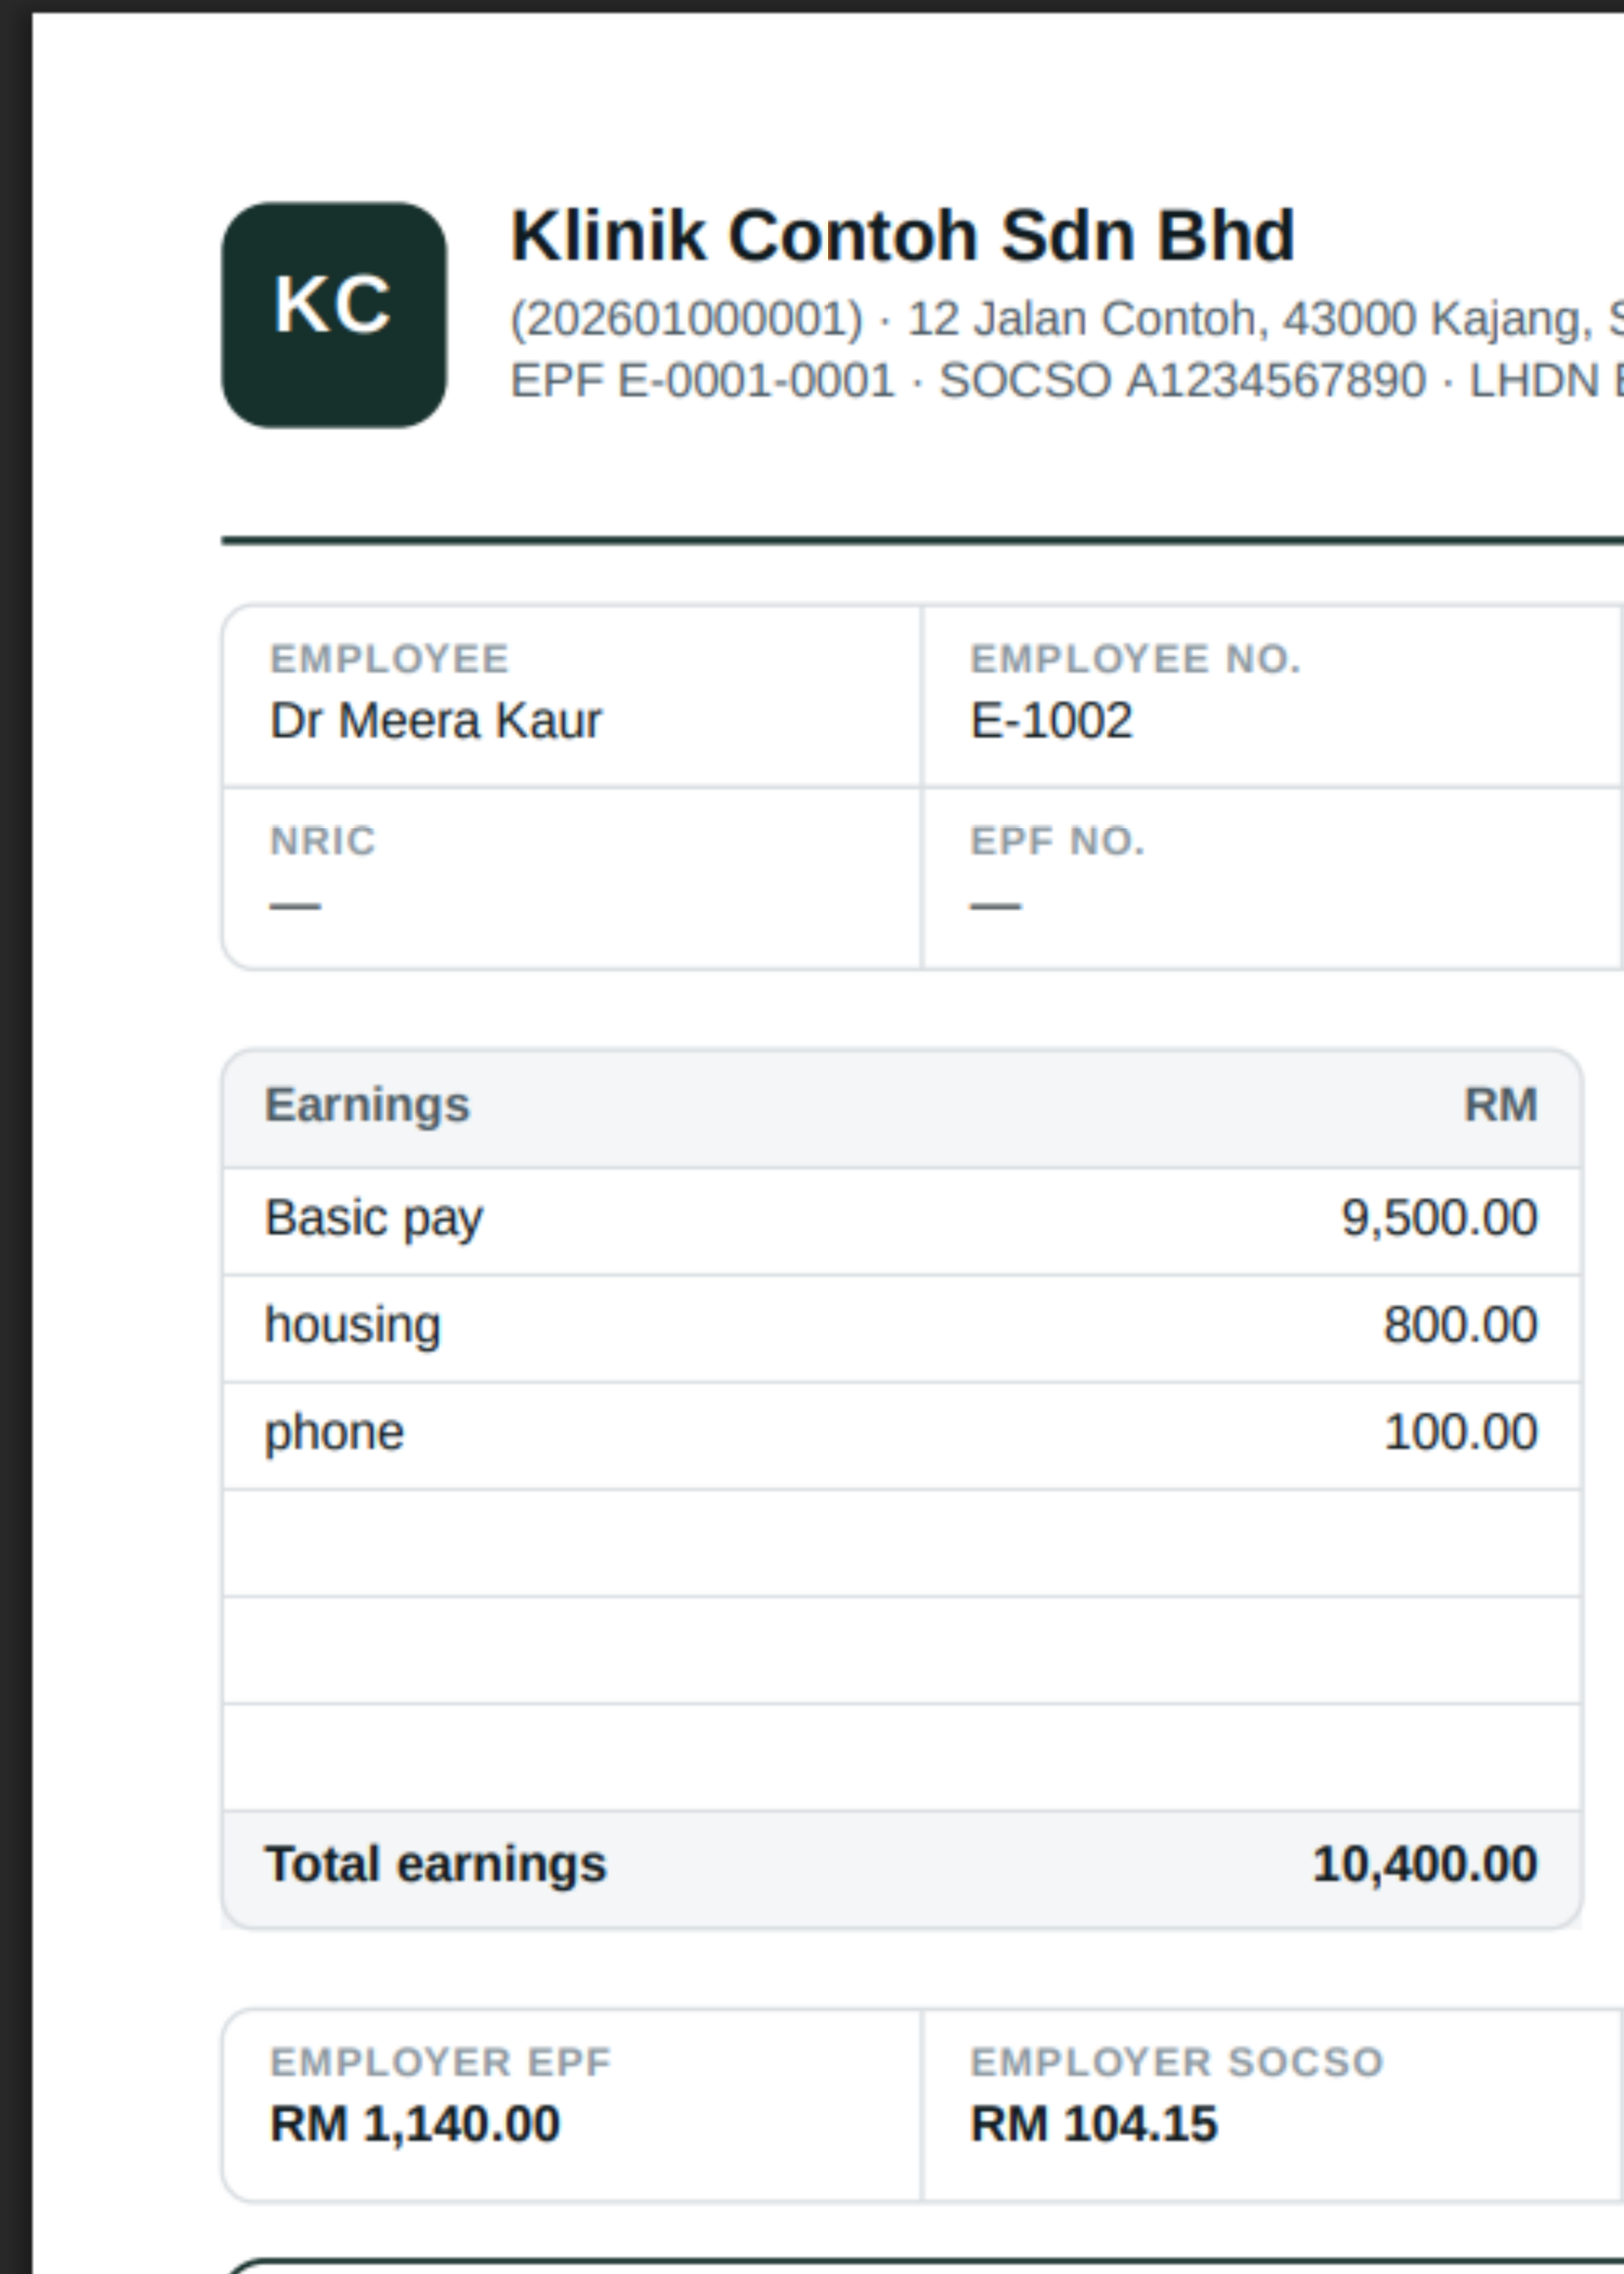 KC
Klinik Contoh Sdn Bhd
(202601000001) · 12 Jalan Contoh, 43000 Kajang,
EPF E-0001-0001 · SOCSO A1234567890 · LHDN
EMPLOYEE
Dr Meera Kaur
EMPLOYEE NO.
E-1002
NRIC
—
EPF NO.
—
Earnings RM
Basic pay 9,500.00
housing 800.00
phone 100.00
Total earnings 10,400.00
EMPLOYER EPF
RM 1,140.00
EMPLOYER SOCSO
RM 104.15